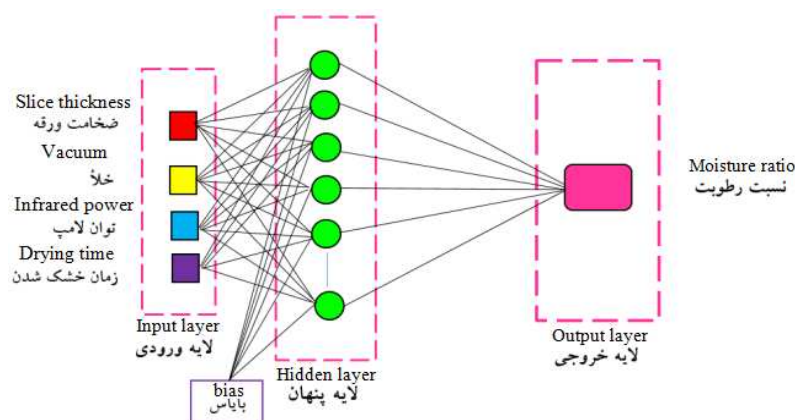 Slice thickness
ضخامت ورقه
Vacuum
خلأ
Infrared power
توان لامپ
Drying time
زمان خشک شدن
Input layer
لایه ورودی
bias
بایاس
Hidden layer
لایه پنهان
Output layer
لایه خروجی
Moisture ratio
نسبت رطوبت